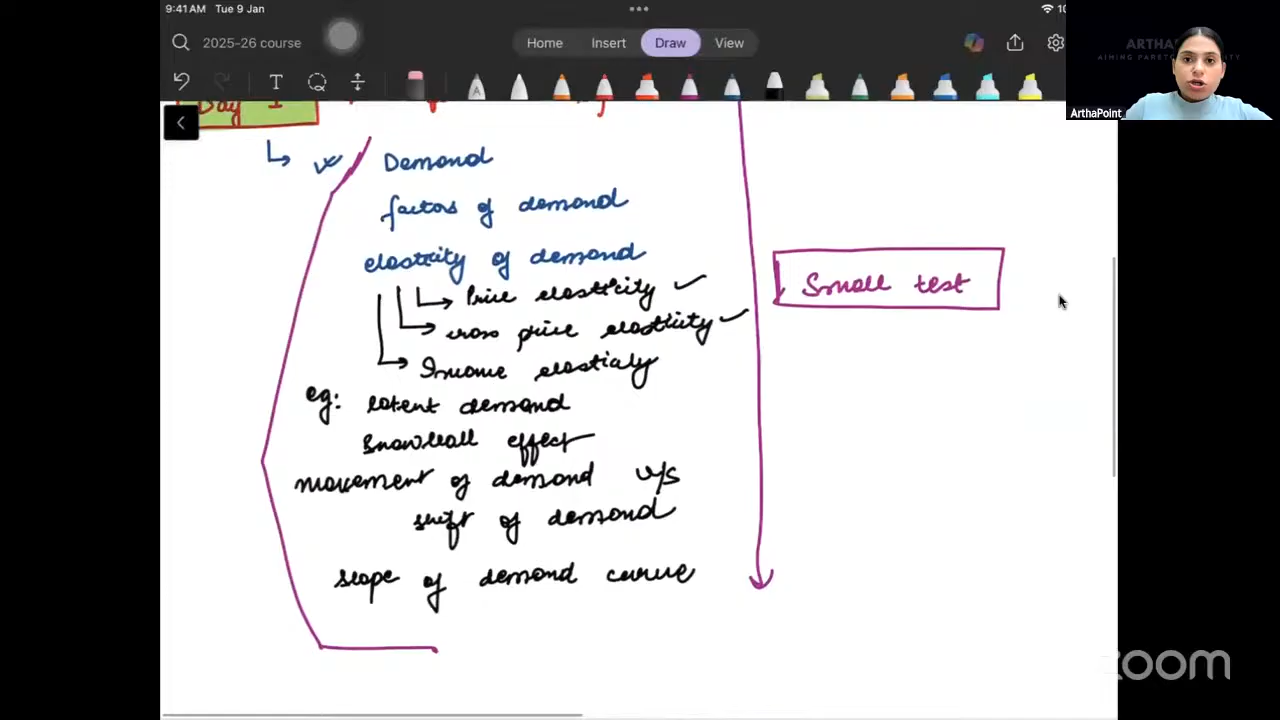 9:41 AM Tue 9 Jan
2025-26 course
Home Insert Draw View
Day 1
Demand
factors of demand
elasticity of demand
Price elasticity
cross price elasticity
Income elasticity
eg: latent demand
Snowball effect
movement of demand v/s
shift of demand
slope of demand curve
Small test
ArthaPoint
zoom